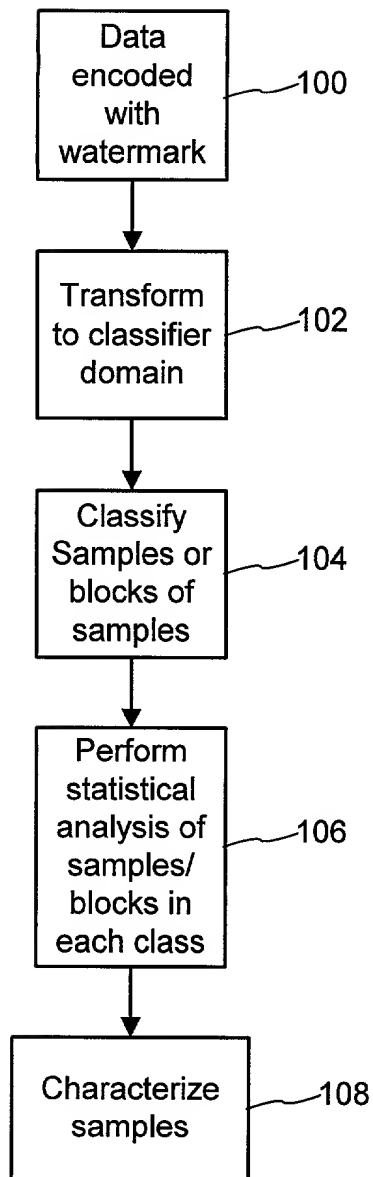 Data
encoded
with
watermark
100
Transform
to classifier
domain
102
Classify
Samples or
blocks of
samples
104
Perform
statistical
analysis of
samples/
blocks in
each class
106
Characterize
samples
108